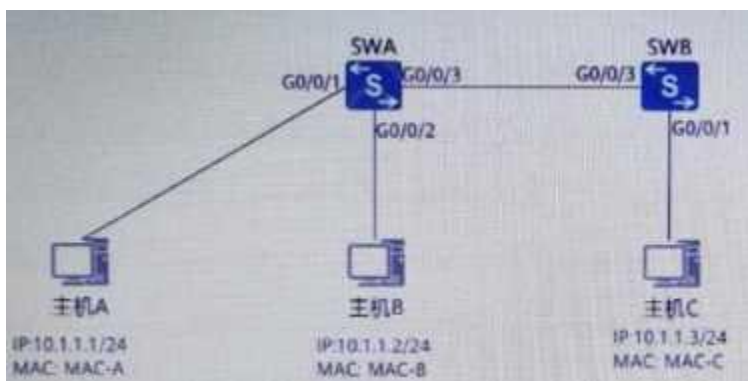 SWA
SWB
G0/0/1
G0/0/3
G0/0/3
S
S
G0/0/2
G0/0/1
主机A
主机B
主机C
IP:10.1.1.1/24
MAC: MAC-A
IP:10.1.1.2/24
MAC: MAC-B
IP:10.1.1.3/24
MAC: MAC-C